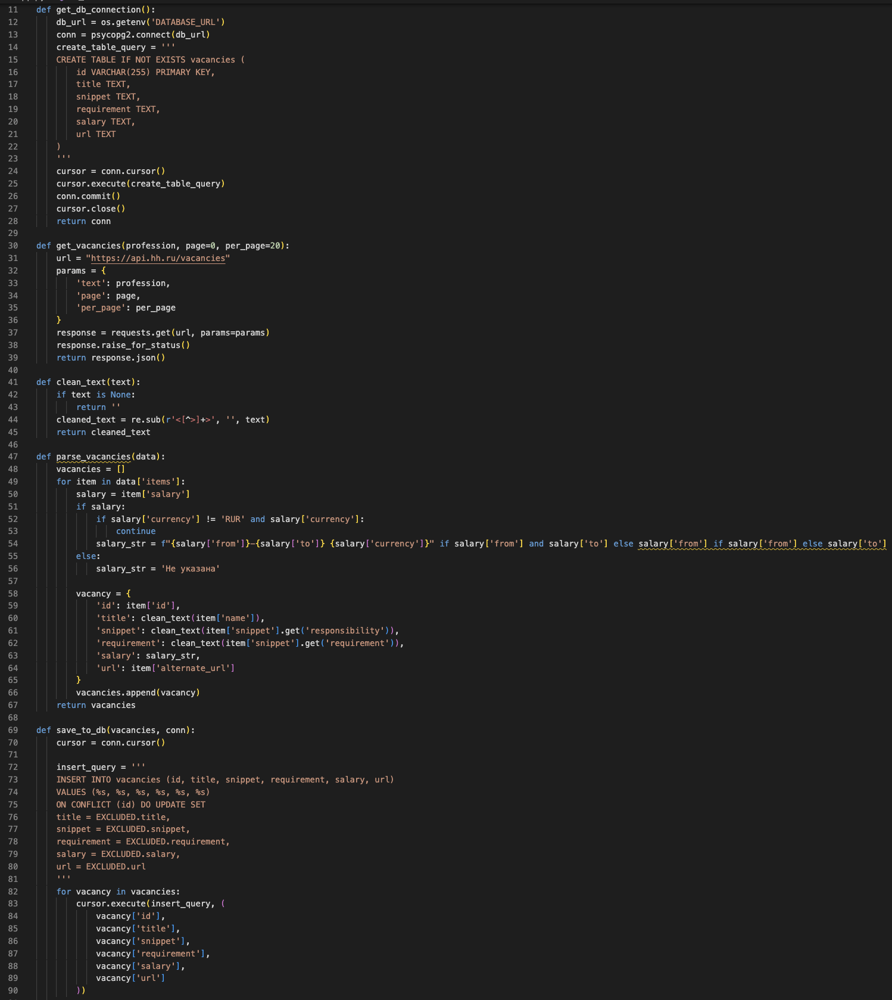 11 def get_db_connection():
12     db_url = os.getenv('DATABASE_URL')
13     conn = psycopg2.connect(db_url)
14     create_table_query = '''
15     CREATE TABLE IF NOT EXISTS vacancies (
16         id VARCHAR(255) PRIMARY KEY,
17         title TEXT,
18         snippet TEXT,
19         requirement TEXT,
20         salary TEXT,
21         url TEXT
22     )
23     '''
24     cursor = conn.cursor()
25     cursor.execute(create_table_query)
26     conn.commit()
27     cursor.close()
28     return conn
29
30 def get_vacancies(profession, page=0, per_page=20):
31     url = "https://api.hh.ru/vacancies"
32     params = {
33         'text': profession,
34         'page': page,
35         'per_page': per_page
36     }
37     response = requests.get(url, params=params)
38     response.raise_for_status()
39     return response.json()
40
41 def clean_text(text):
42     if text is None:
43         return ''
44     cleaned_text = re.sub(r'<[^>]+>', '', text)
45     return cleaned_text
46
47 def parse_vacancies(data):
48     vacancies = []
49     for item in data['items']:
50         salary = item['salary']
51         if salary:
52             if salary['currency'] != 'RUR' and salary['currency']:
53                 continue
54             salary_str = f"{salary['from']}-{salary['to']} {salary['currency']}" if salary['from'] and salary['to'] else salary['from'] if salary['from'] else salary['to']
55         else:
56             salary_str = 'Не указана'
57
58         vacancy = {
59             'id': item['id'],
60             'title': clean_text(item['name']),
61             'snippet': clean_text(item['snippet'].get('responsibility')),
62             'requirement': clean_text(item['snippet'].get('requirement')),
63             'salary': salary_str,
64             'url': item['alternate_url']
65         }
66         vacancies.append(vacancy)
67     return vacancies
68
69 def save_to_db(vacancies, conn):
70     cursor = conn.cursor()
71
72     insert_query = '''
73     INSERT INTO vacancies (id, title, snippet, requirement, salary, url)
74     VALUES (%s, %s, %s, %s, %s, %s)
75     ON CONFLICT (id) DO UPDATE SET
76     title = EXCLUDED.title,
77     snippet = EXCLUDED.snippet,
78     requirement = EXCLUDED.requirement,
79     salary = EXCLUDED.salary,
80     url = EXCLUDED.url
81     '''
82     for vacancy in vacancies:
83         cursor.execute(insert_query, (
84             vacancy['id'],
85             vacancy['title'],
86             vacancy['snippet'],
87             vacancy['requirement'],
88             vacancy['salary'],
89             vacancy['url']
90         ))